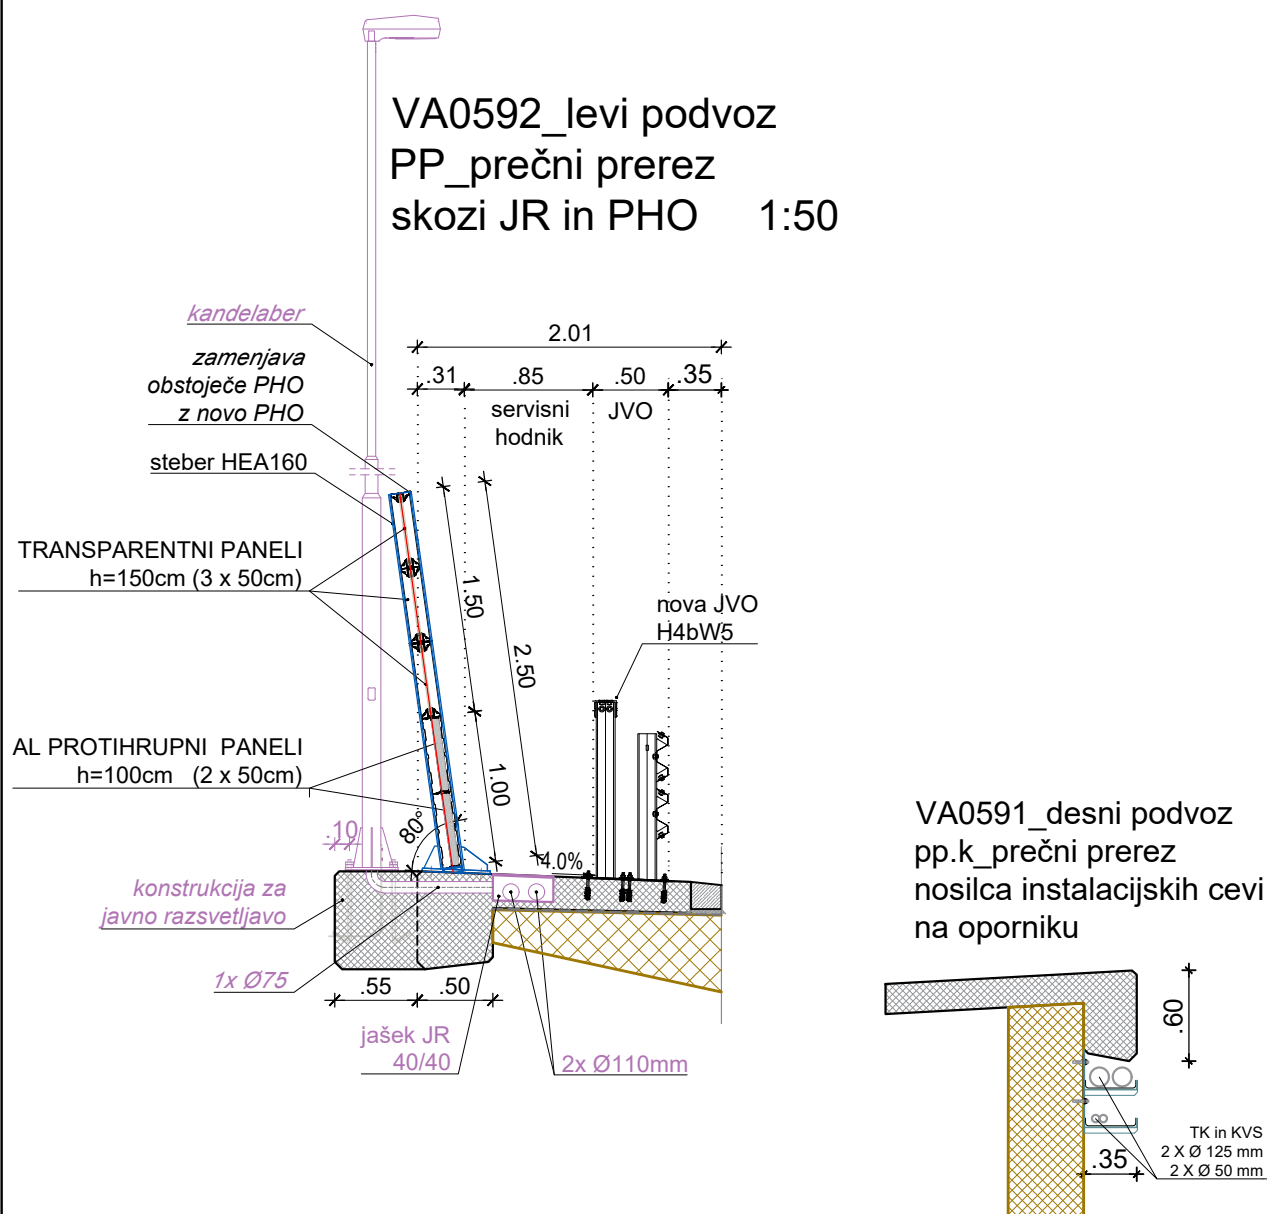 VA0592_levi podvoz
PP_prečni prerez
skozi JR in PHO 1:50
kandelaber
zamenjava
obstoječe PHO
z novo PHO
steber HEA160
TRANSPARENTNI PANELI
h=150cm (3 x 50cm)
AL PROTIHRUPNI PANELI
h=100cm (2 x 50cm)
2.01
.31 .85 .50 .35
servisni
hodnik
JVO
1.50
2.50
1.00
nova JVO
H4bW5
80°
.10
4.0%
konstrukcija za
javno razsvetljavo
1x Ø75
.55 .50
jašek JR
40/40
2x Ø110mm
VA0591_desni podvoz
pp.k_prečni prerez
nosilca instalacijskih cevi
na oporniku
.60
.35
TK in KVS
2 X Ø 125 mm
2 X Ø 50 mm